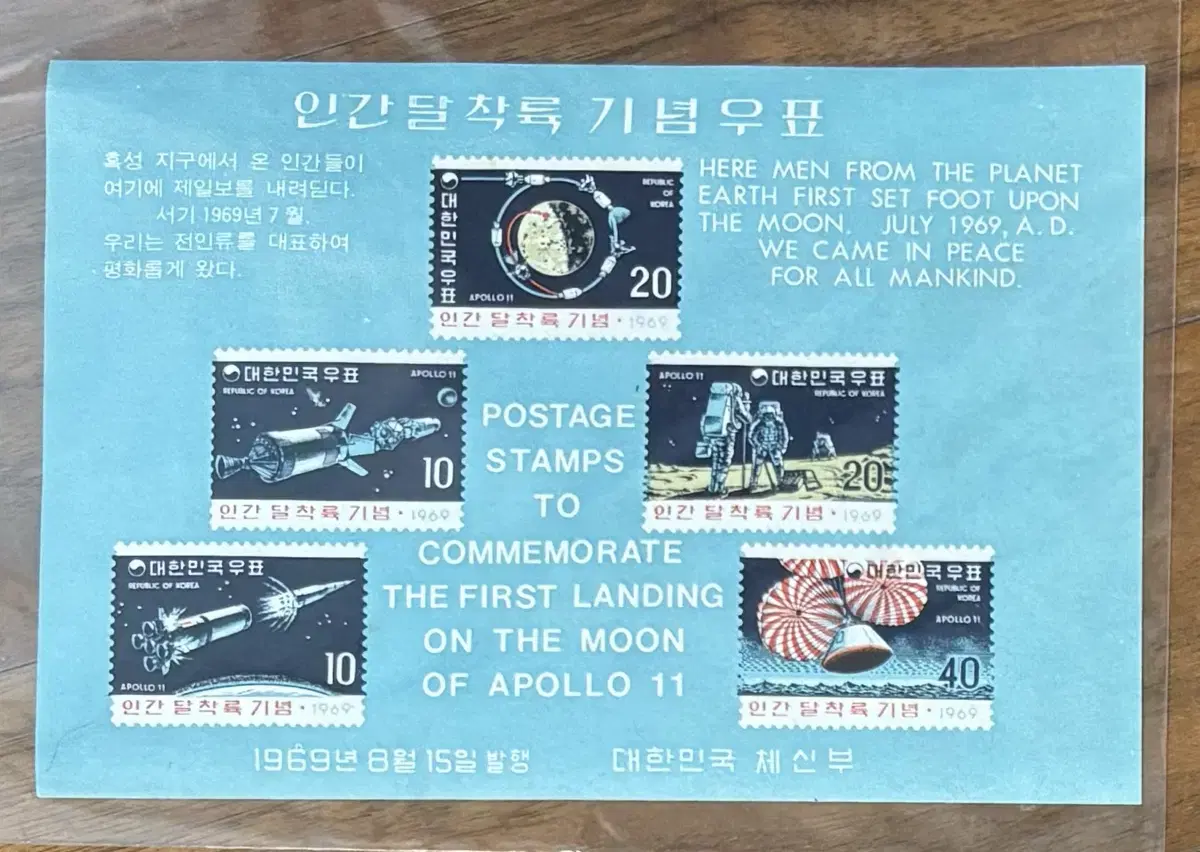 인간 달착륙 기념우표
혹성 지구에서 온 인간들이
여기에 제일보를 내려딛다.
서기 1969년 7월.
우리는 전인류를 대표하여
평화롭게 왔다.
HERE MEN FROM THE PLANET
EARTH FIRST SET FOOT UPON
THE MOON. JULY 1969, A.D.
WE CAME IN PEACE
FOR ALL MANKIND.
대한민국우표
REPUBLIC
OF
KOREA
APOLLO 11
20
인간 달착륙 기념 · 1969
대한민국우표
REPUBLIC OF KOREA
APOLLO 11
10
인간 달착륙 기념 · 1969
APOLLO 11
대한민국우표
REPUBLIC OF KOREA
20
인간 달착륙 기념 · 1969
POSTAGE
STAMPS
TO
COMMEMORATE
THE FIRST LANDING
ON THE MOON
OF APOLLO 11
대한민국우표
REPUBLIC OF KOREA
APOLLO 11
10
인간 달착륙 기념 · 1969
대한민국우표
REPUBLIC OF
KOREA
APOLLO 11
40
인간 달착륙 기념 · 1969
1969년 8월 15일 발행
대한민국 체신부